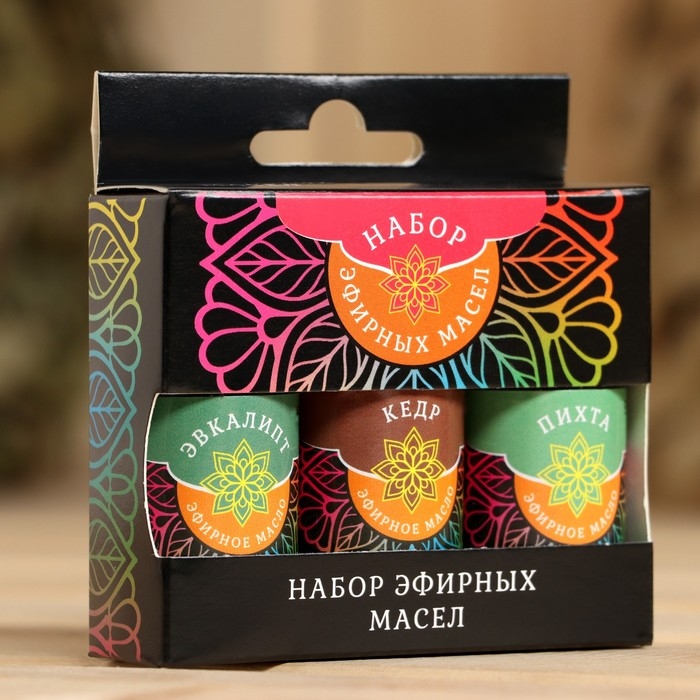 НАБОР
ЭФИРНЫХ МАСЕЛ
ЭВКАЛИПТ
ЭФИРНОЕ МАСЛО
КЕДР
ЭФИРНОЕ МАСЛО
ПИХТА
ЭФИРНОЕ МАСЛО
НАБОР ЭФИРНЫХ
МАСЕЛ